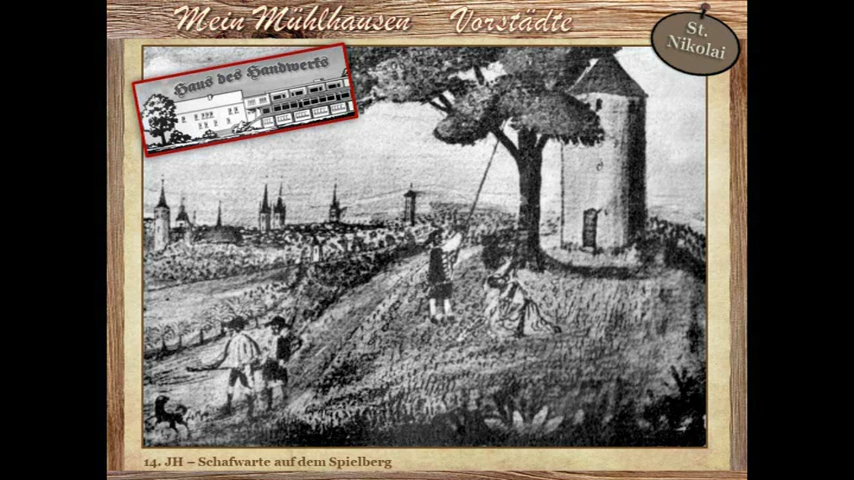 Mein Mühlhausen Vorstädte
St.
Nikolai
Haus des Handwerks
14. JH – Schafwarte auf dem Spielberg